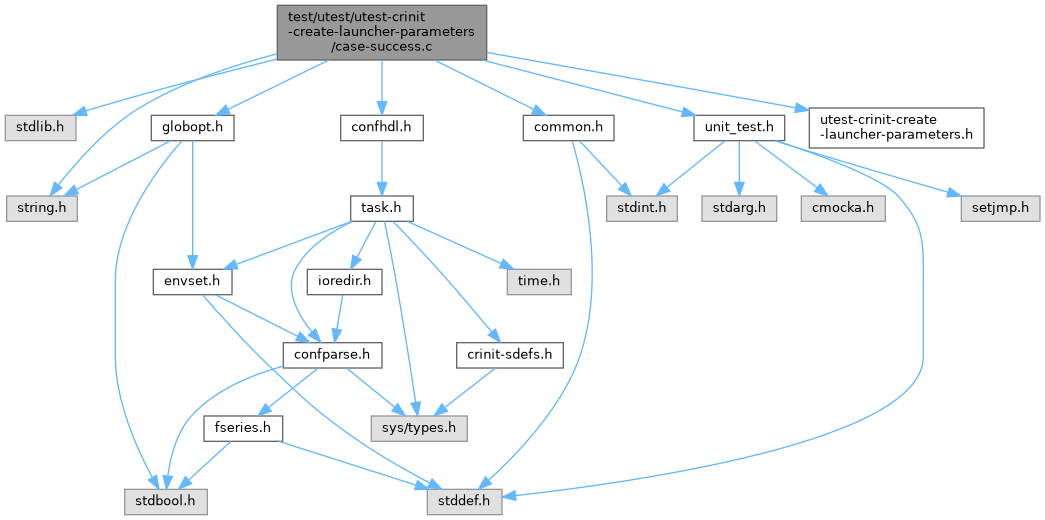 test/utest/utest-crinit
-create-launcher-parameters
/case-success.c
stdlib.h
globopt.h
confhdl.h
common.h
unit_test.h
utest-crinit-create
-launcher-parameters.h
string.h
task.h
stdint.h
stdarg.h
cmocka.h
setjmp.h
envset.h
ioredir.h
time.h
confparse.h
crinit-sdefs.h
fseries.h
sys/types.h
stdbool.h
stddef.h